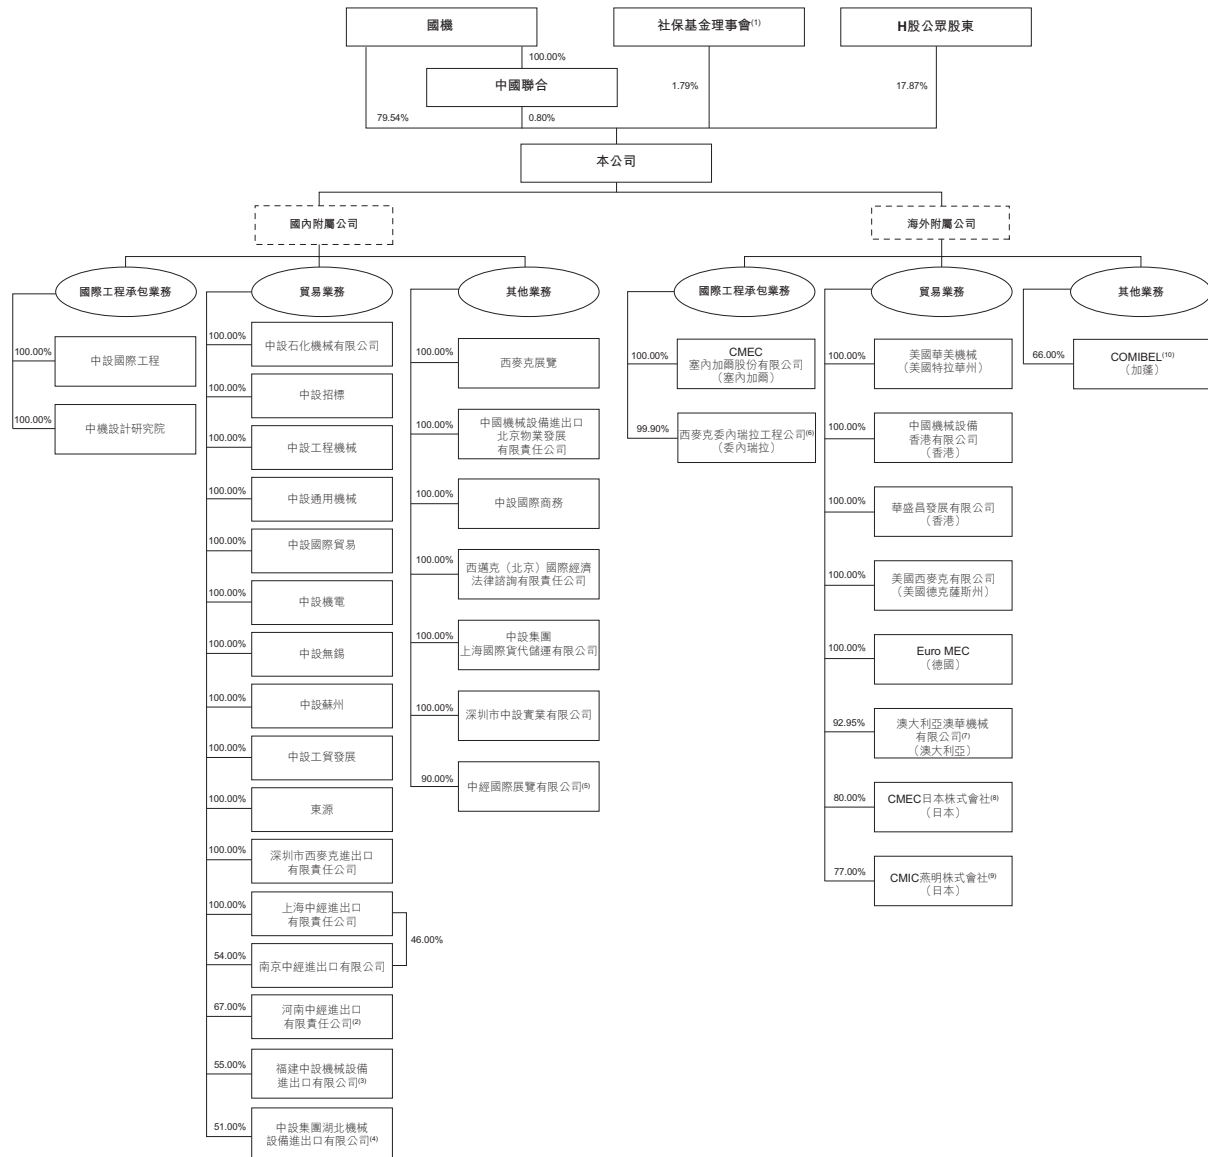 國機
社保基金理事會(1)
H股公眾股東
100.00%
中國聯合
1.79%
17.87%
79.54%
0.80%
本公司
國內附屬公司
海外附屬公司
國際工程承包業務
100.00%
中設國際工程
100.00%
中機設計研究院
貿易業務
100.00%
中設石化機械有限公司
100.00%
中設招標
100.00%
中設工程機械
100.00%
中設通用機械
100.00%
中設國際貿易
100.00%
中設機電
100.00%
中設無錫
100.00%
中設蘇州
100.00%
中設工貿發展
100.00%
東源
100.00%
深圳市西麥克進出口
有限責任公司
100.00%
上海中經進出口
有限責任公司
46.00%
54.00%
南京中經進出口有限公司
67.00%
河南中經進出口
有限責任公司(2)
55.00%
福建中設機械設備
進出口有限公司(3)
51.00%
中設集團湖北機械
設備進出口有限公司(4)
其他業務
100.00%
西麥克展覽
100.00%
中國機械設備進出口
北京物業發展
有限責任公司
100.00%
中設國際商務
100.00%
西邁克（北京）國際經濟
法律諮詢有限責任公司
100.00%
中設集團
上海國際貨代儲運有限公司
100.00%
深圳市中設實業有限公司
90.00%
中經國際展覽有限公司(5)
國際工程承包業務
100.00%
CMEC
塞內加爾股份有限公司
（塞內加爾）
99.90%
西麥克委內瑞拉工程公司(6)
（委內瑞拉）
貿易業務
100.00%
美國華美機械
（美國特拉華州）
100.00%
中國機械設備
香港有限公司
（香港）
100.00%
華盛昌發展有限公司
（香港）
100.00%
美國西麥克有限公司
（美國德克薩斯州）
100.00%
Euro MEC
（德國）
92.95%
澳大利亞澳華機械
有限公司(7)
（澳大利亞）
80.00%
CMEC日本株式會社(8)
（日本）
77.00%
CMIC燕明株式會社(9)
（日本）
其他業務
66.00%
COMIBEL(10)
（加蓬）